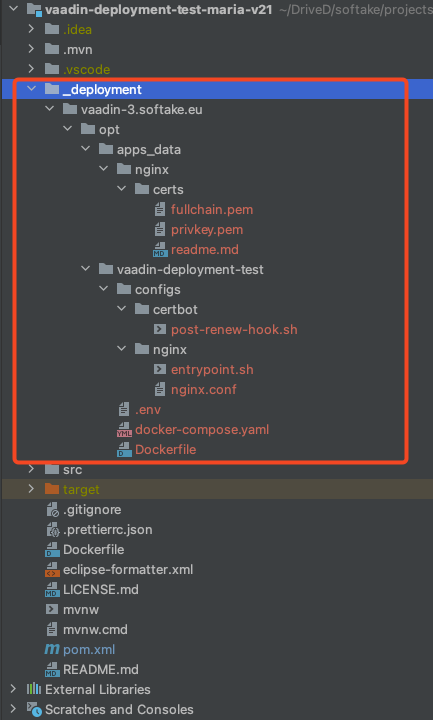 vaadin-deployment-test-maria-v21 ~/DriveD/softake/projects
.idea
.mvn
.vscode
_deployment
vaadin-3.softake.eu
opt
apps_data
nginx
certs
fullchain.pem
privkey.pem
readme.md
vaadin-deployment-test
configs
certbot
post-renew-hook.sh
nginx
entrypoint.sh
nginx.conf
.env
docker-compose.yaml
Dockerfile
src
target
.gitignore
.prettierrc.json
Dockerfile
eclipse-formatter.xml
LICENSE.md
mvnw
mvnw.cmd
pom.xml
README.md
External Libraries
Scratches and Consoles